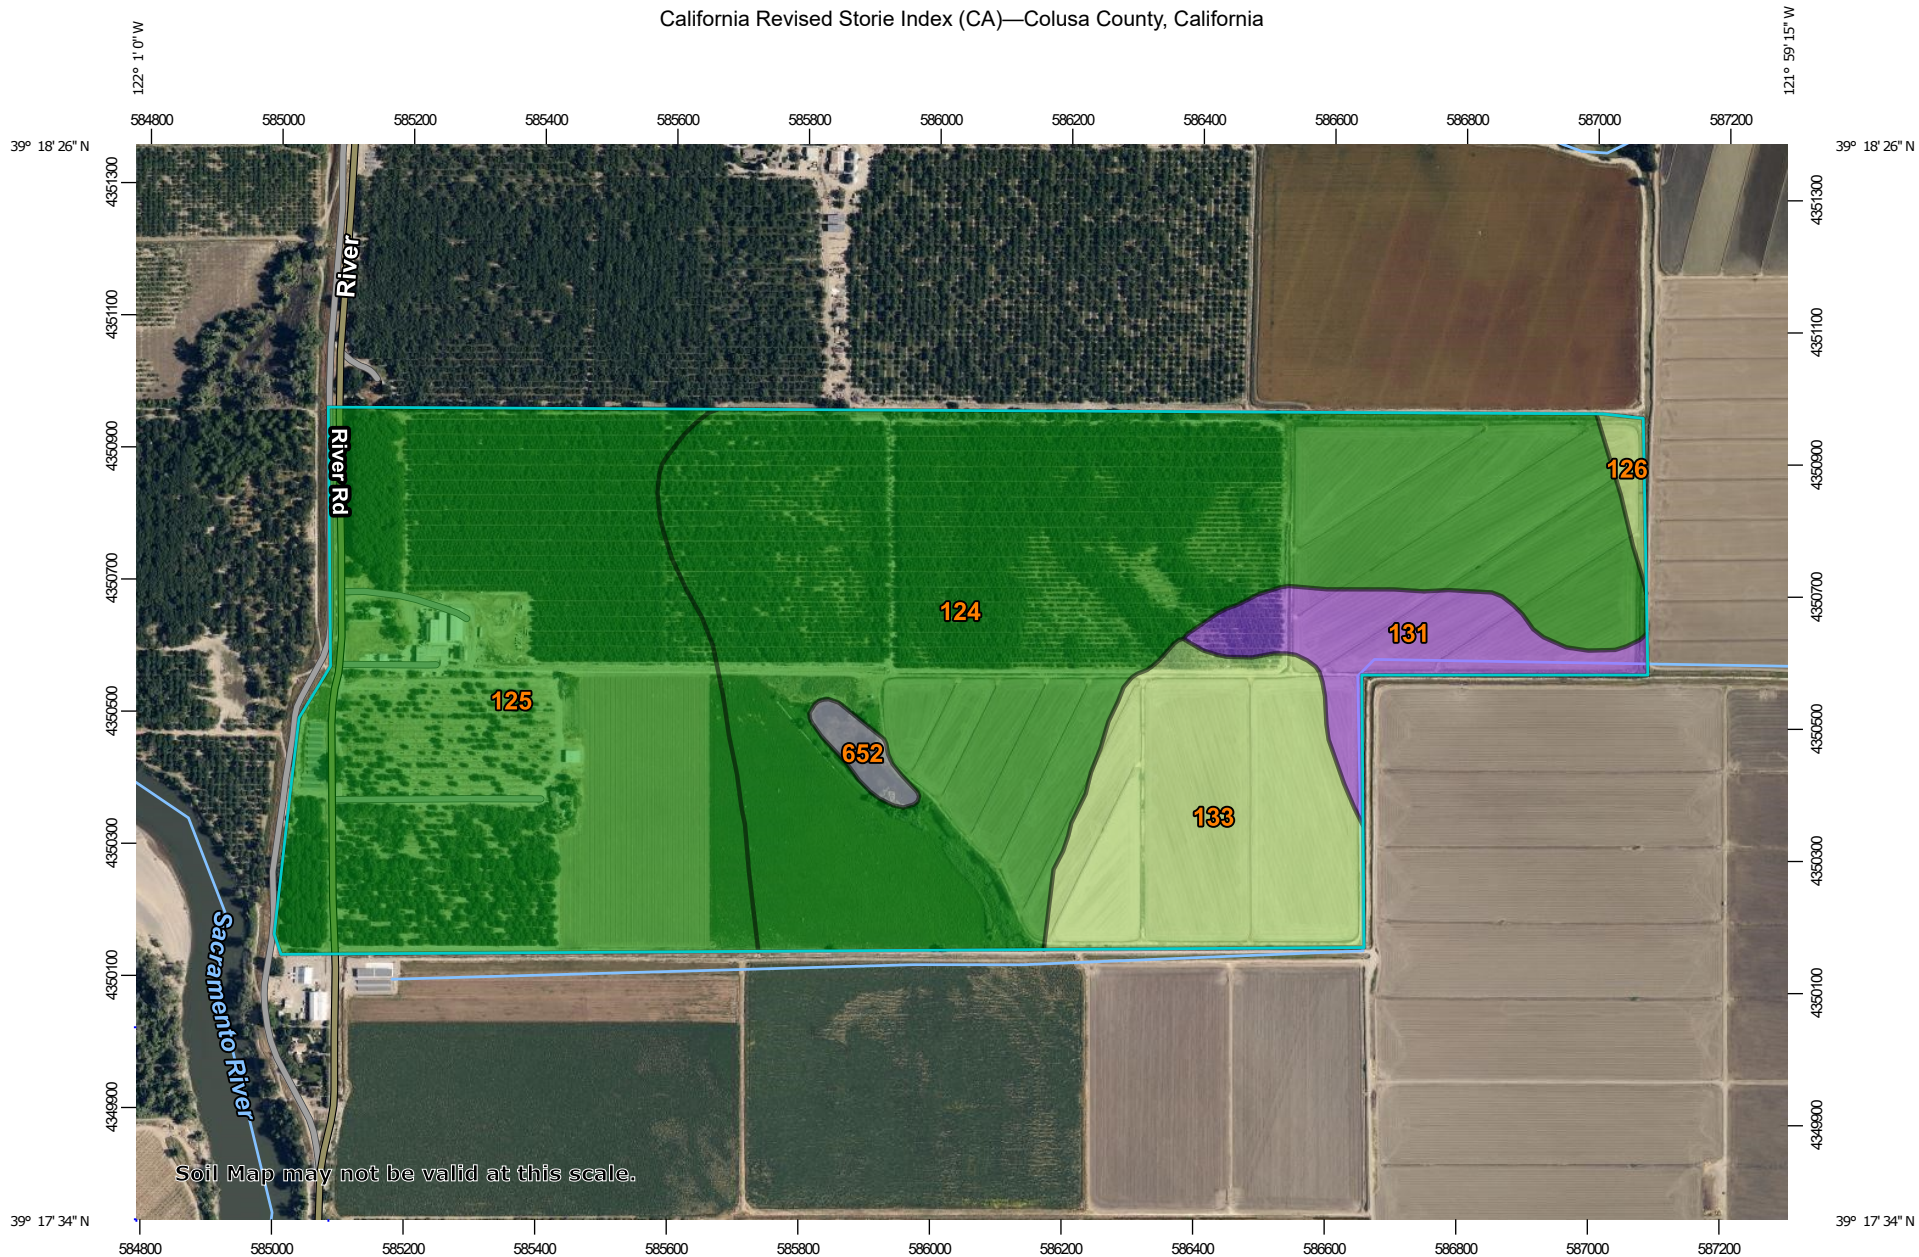 California Revised Storie Index (CA)—Colusa County, California
122° 1' 0" W
121° 59' 15" W
584800 585000 585200 585400 585600 585800 586000 586200 586400 586600 586800 587000 587200
39° 18' 26" N
39° 18' 26" N
4351300
4351300
River
4351100
4351100
River Rd
4350900
4350900
126
4350700
4350700
124
131
125
4350500
4350500
652
133
4350300
4350300
Sacramento River
4350100
4350100
4349900
4349900
Soil Map may not be valid at this scale.
39° 17' 34" N
39° 17' 34" N
584800 585000 585200 585400 585600 585800 586000 586200 586400 586600 586800 587000 587200